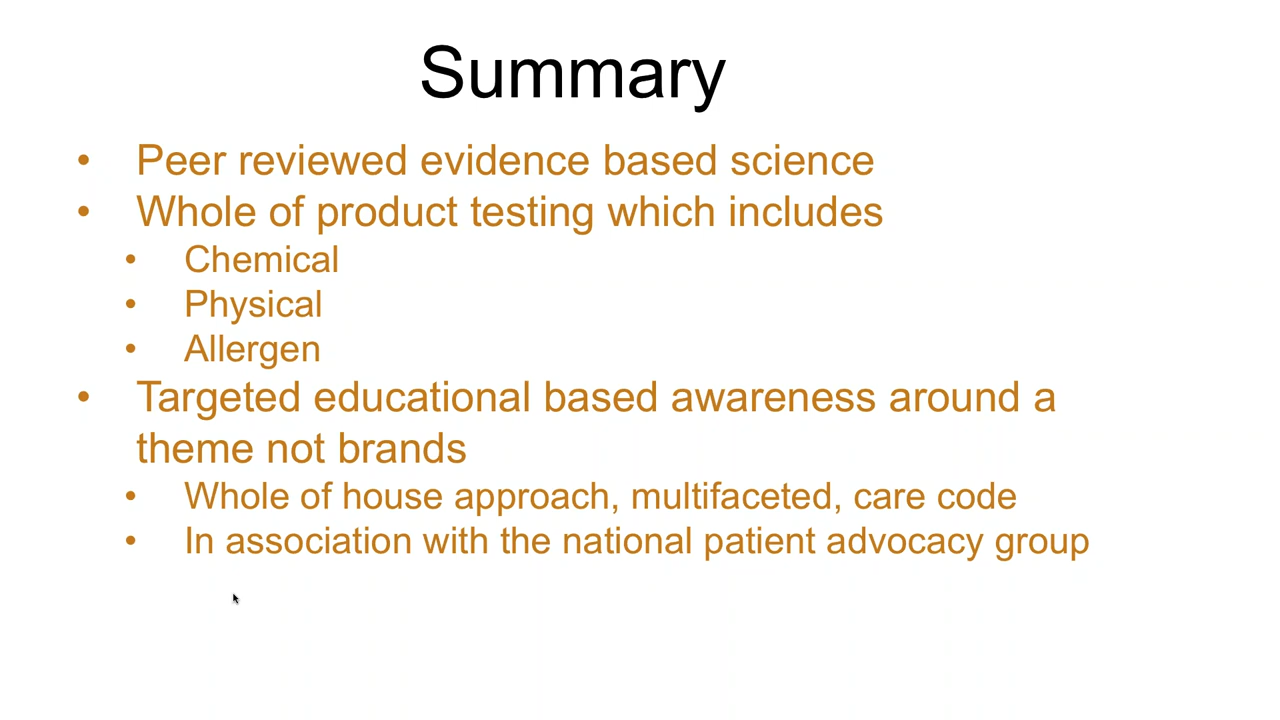 Summary
• Peer reviewed evidence based science
• Whole of product testing which includes
• Chemical
• Physical
• Allergen
• Targeted educational based awareness around a
theme not brands
• Whole of house approach, multifaceted, care code
• In association with the national patient advocacy group